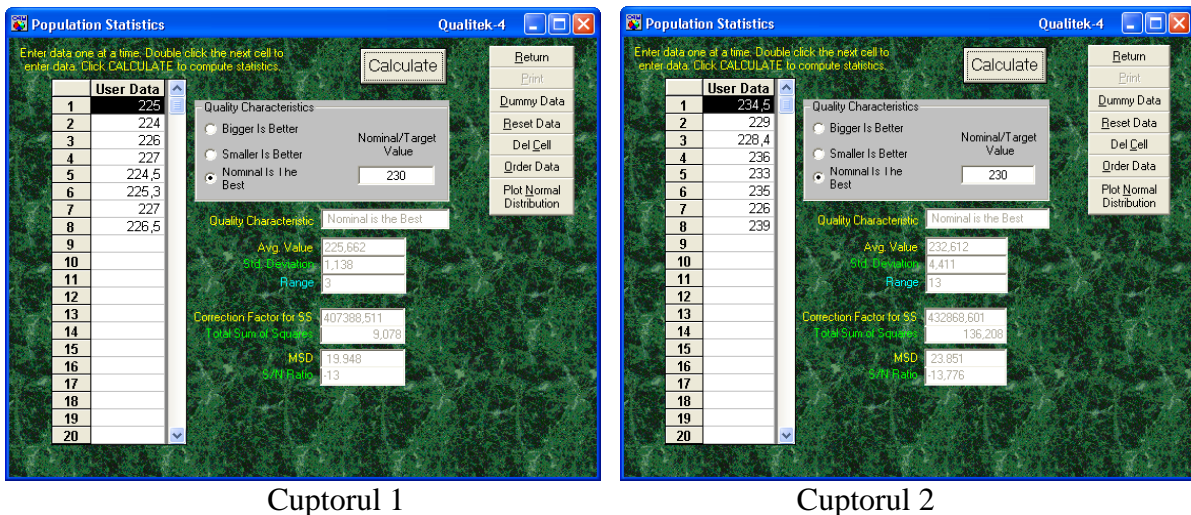 Population Statistics Qualitek-4
Enter data one at a time. Double click the next cell to
enter data. Click CALCULATE to compute statistics.
Calculate
Return
Print
Dummy Data
Reset Data
Del Cell
Order Data
Plot Normal
Distribution
User Data
1 225
2 224
3 226
4 227
5 224,5
6 225,3
7 227
8 226,5
9
10
11
12
13
14
15
16
17
18
19
20
Quality Characteristics
Bigger Is Better
Smaller Is Better
Nominal Is The
Best
Nominal/Target
Value
230
Quality Characteristic Nominal is the Best
Avg. Value 225,662
Std. Deviation 1,138
Range 3
Correction Factor for SS 407388,511
Total Sum of Squares 9,078
MSD 19.948
S/N Ratio -13
Cuptorul 1
Population Statistics Qualitek-4
Enter data one at a time. Double click the next cell to
enter data. Click CALCULATE to compute statistics.
Calculate
Return
Print
Dummy Data
Reset Data
Del Cell
Order Data
Plot Normal
Distribution
User Data
1 234,5
2 229
3 228,4
4 236
5 233
6 235
7 226
8 239
9
10
11
12
13
14
15
16
17
18
19
20
Quality Characteristics
Bigger Is Better
Smaller Is Better
Nominal Is The
Best
Nominal/Target
Value
230
Quality Characteristic Nominal is the Best
Avg. Value 232,612
Std. Deviation 4,411
Range 13
Correction Factor for SS 432868,601
Total Sum of Squares 136,208
MSD 23.851
S/N Ratio -13,776
Cuptorul 2